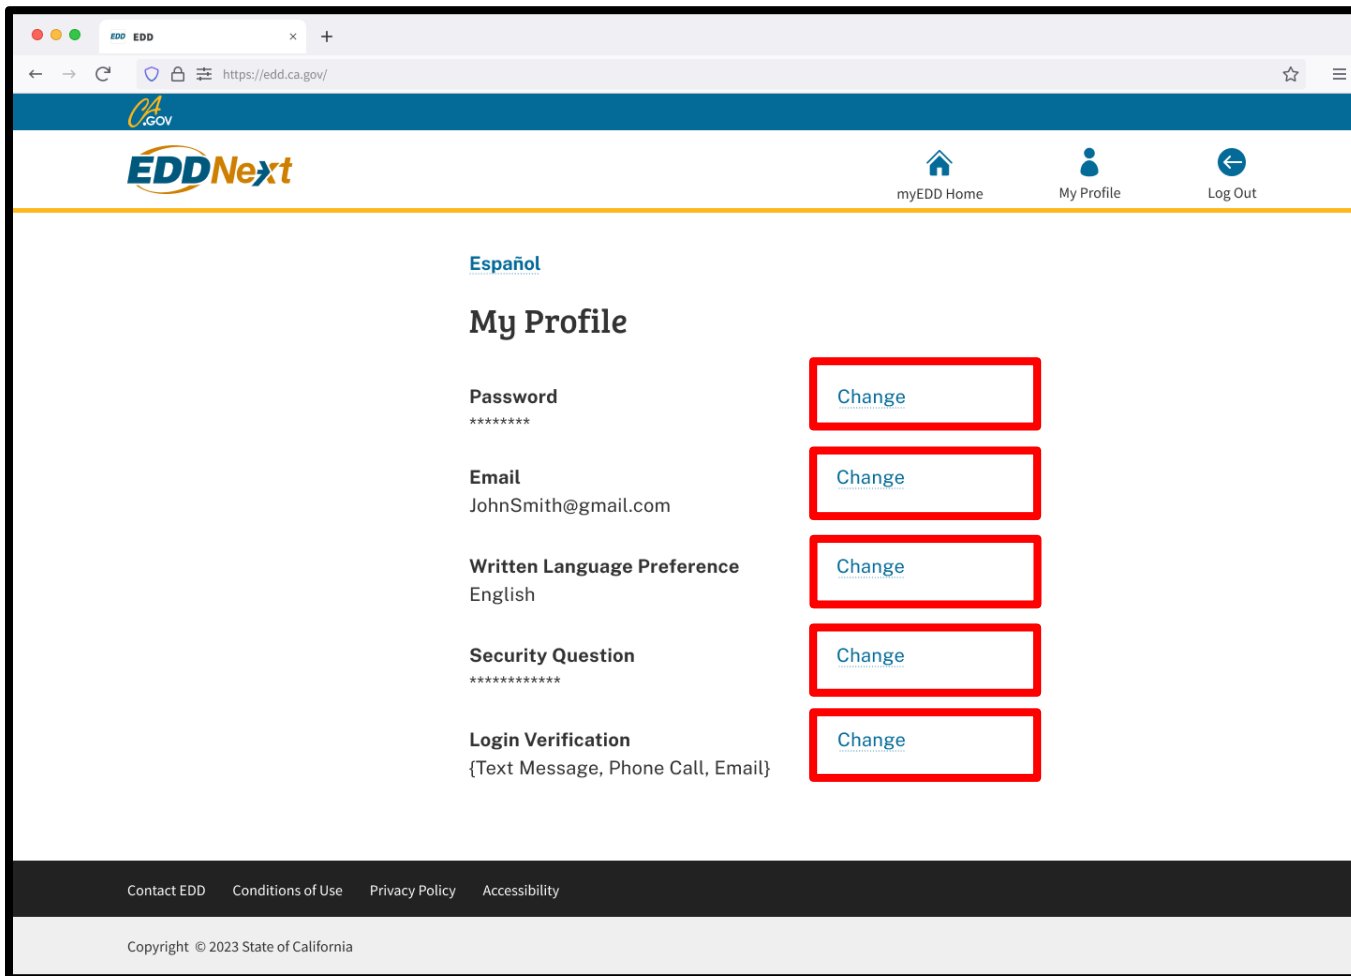 EDD EDD
https://edd.ca.gov/
CA.GOV
EDDNext
myEDD Home My Profile Log Out
Español
My Profile
Password Change
********
Email Change
JohnSmith@gmail.com
Written Language Preference Change
English
Security Question Change
************
Login Verification Change
{Text Message, Phone Call, Email}
Contact EDD Conditions of Use Privacy Policy Accessibility
Copyright © 2023 State of California